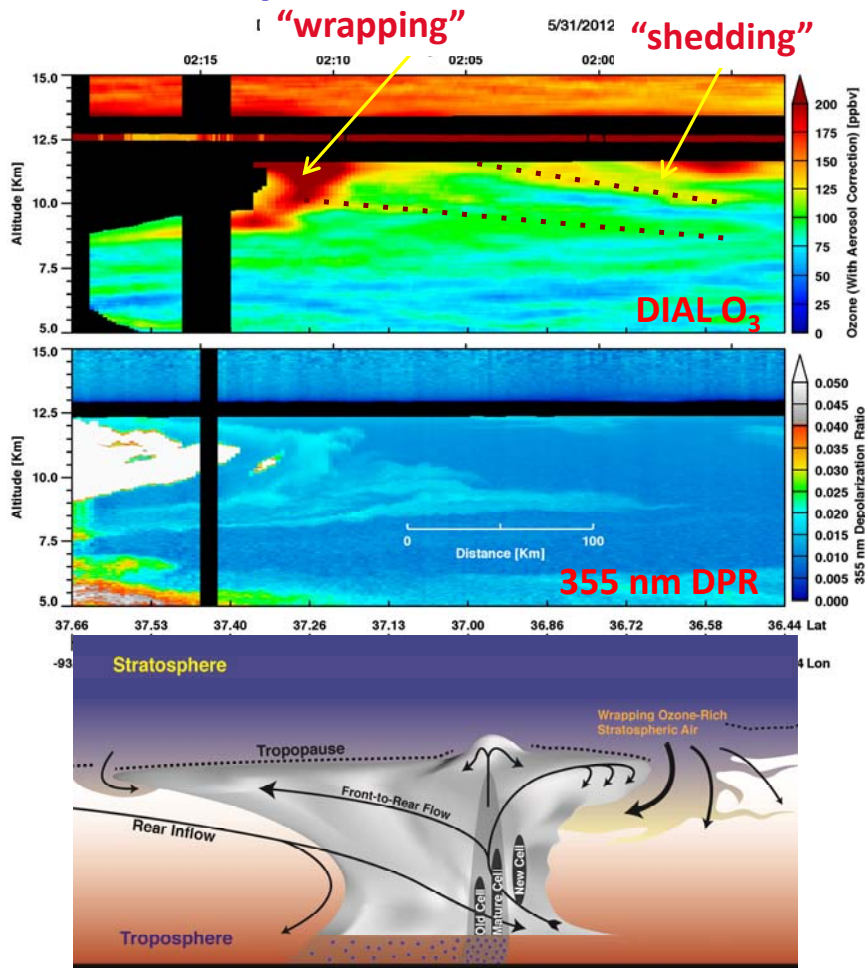 “wrapping”
5/31/2012
“shedding”
02:15 02:10 02:05 02:00
15.0
12.5
10.0
7.5
5.0
Altitude [Km]
DIAL O3
200
175
150
125
100
75
50
25
0
Ozone (With Aerosol Correction) [ppbv]
15.0
12.5
10.0
7.5
5.0
Altitude [Km]
0 100
Distance [Km]
355 nm DPR
0.050
0.045
0.040
0.035
0.030
0.025
0.020
0.015
0.010
0.005
0.000
355 nm Depolarization Ratio
37.66 37.53 37.40 37.26 37.13 37.00 36.86 36.72 36.58 36.44 Lat
-93 Lon
Stratosphere
Wrapping Ozone-Rich
Stratospheric Air
Tropopause
Front-to-Rear Flow
Rear Inflow
Old Cell
Mature Cell
New Cell
Troposphere